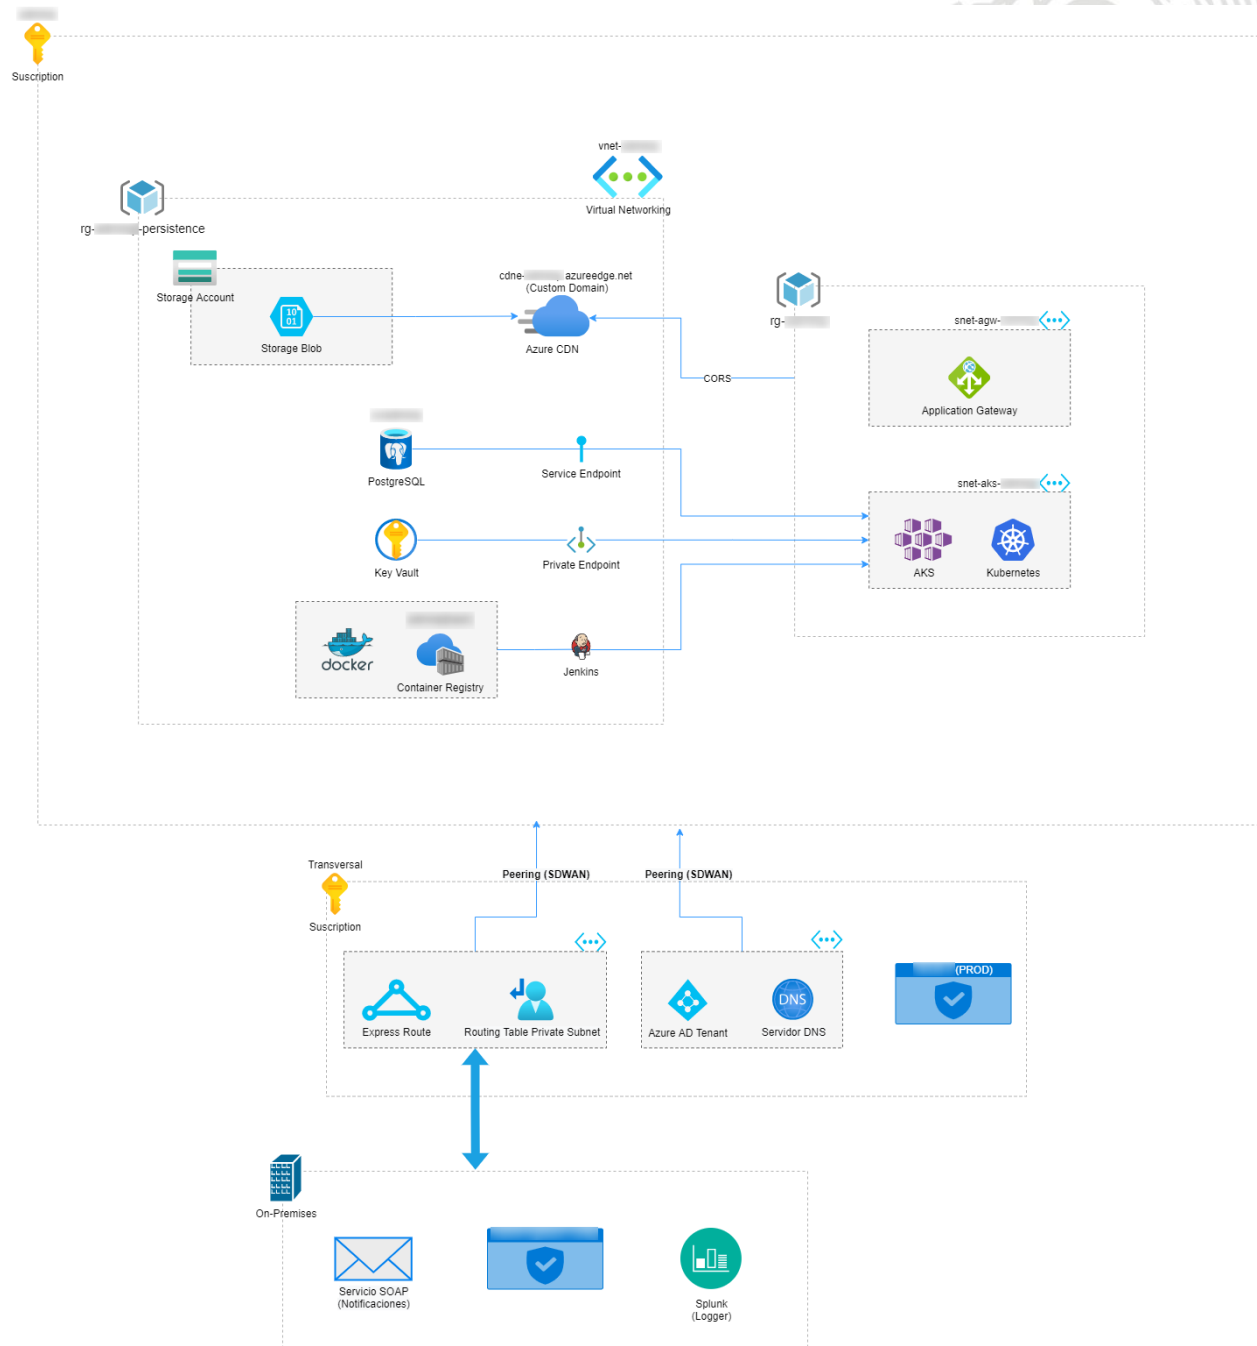 Suscription
vnet-
Virtual Networking
rg-
-persistence
Storage Account
Storage Blob
cdne-
azureedge.net
(Custom Domain)
Azure CDN
CORS
rg-
snet-agw-
Application Gateway
PostgreSQL
Service Endpoint
snet-aks-
Key Vault
Private Endpoint
AKS
Kubernetes
10
01
docker
Container Registry
Jenkins
Transversal
Suscription
Peering (SDWAN)
Peering (SDWAN)
Express Route
Routing Table Private Subnet
Azure AD Tenant
DNS
Servidor DNS
(PROD)
On-Premises
Servicio SOAP
(Notificaciones)
Splunk
(Logger)